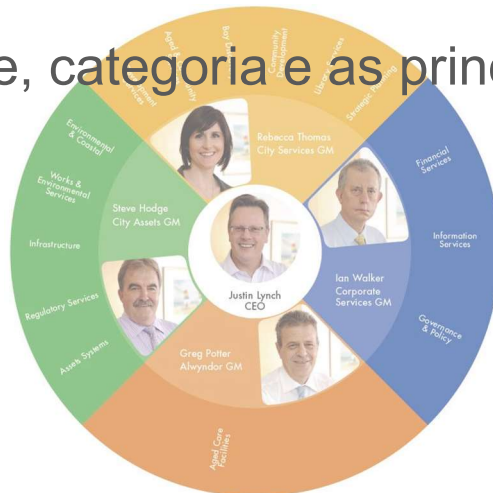 e, categoria e as princ
Aged & Community
Community
Development
Library Services
Strategic Planning
Rebecca Thomas
City Services GM
Environmental
& Coastal
Works &
Environmental
Services
Infrastructure
Regulatory Services
Assets Systems
Steve Hodge
City Assets GM
Financial
Services
Information
Services
Governance
& Policy
Ian Walker
Corporate
Services GM
Justin Lynch
CEO
Greg Potter
Alwyndor GM
Aged Care
Facilities